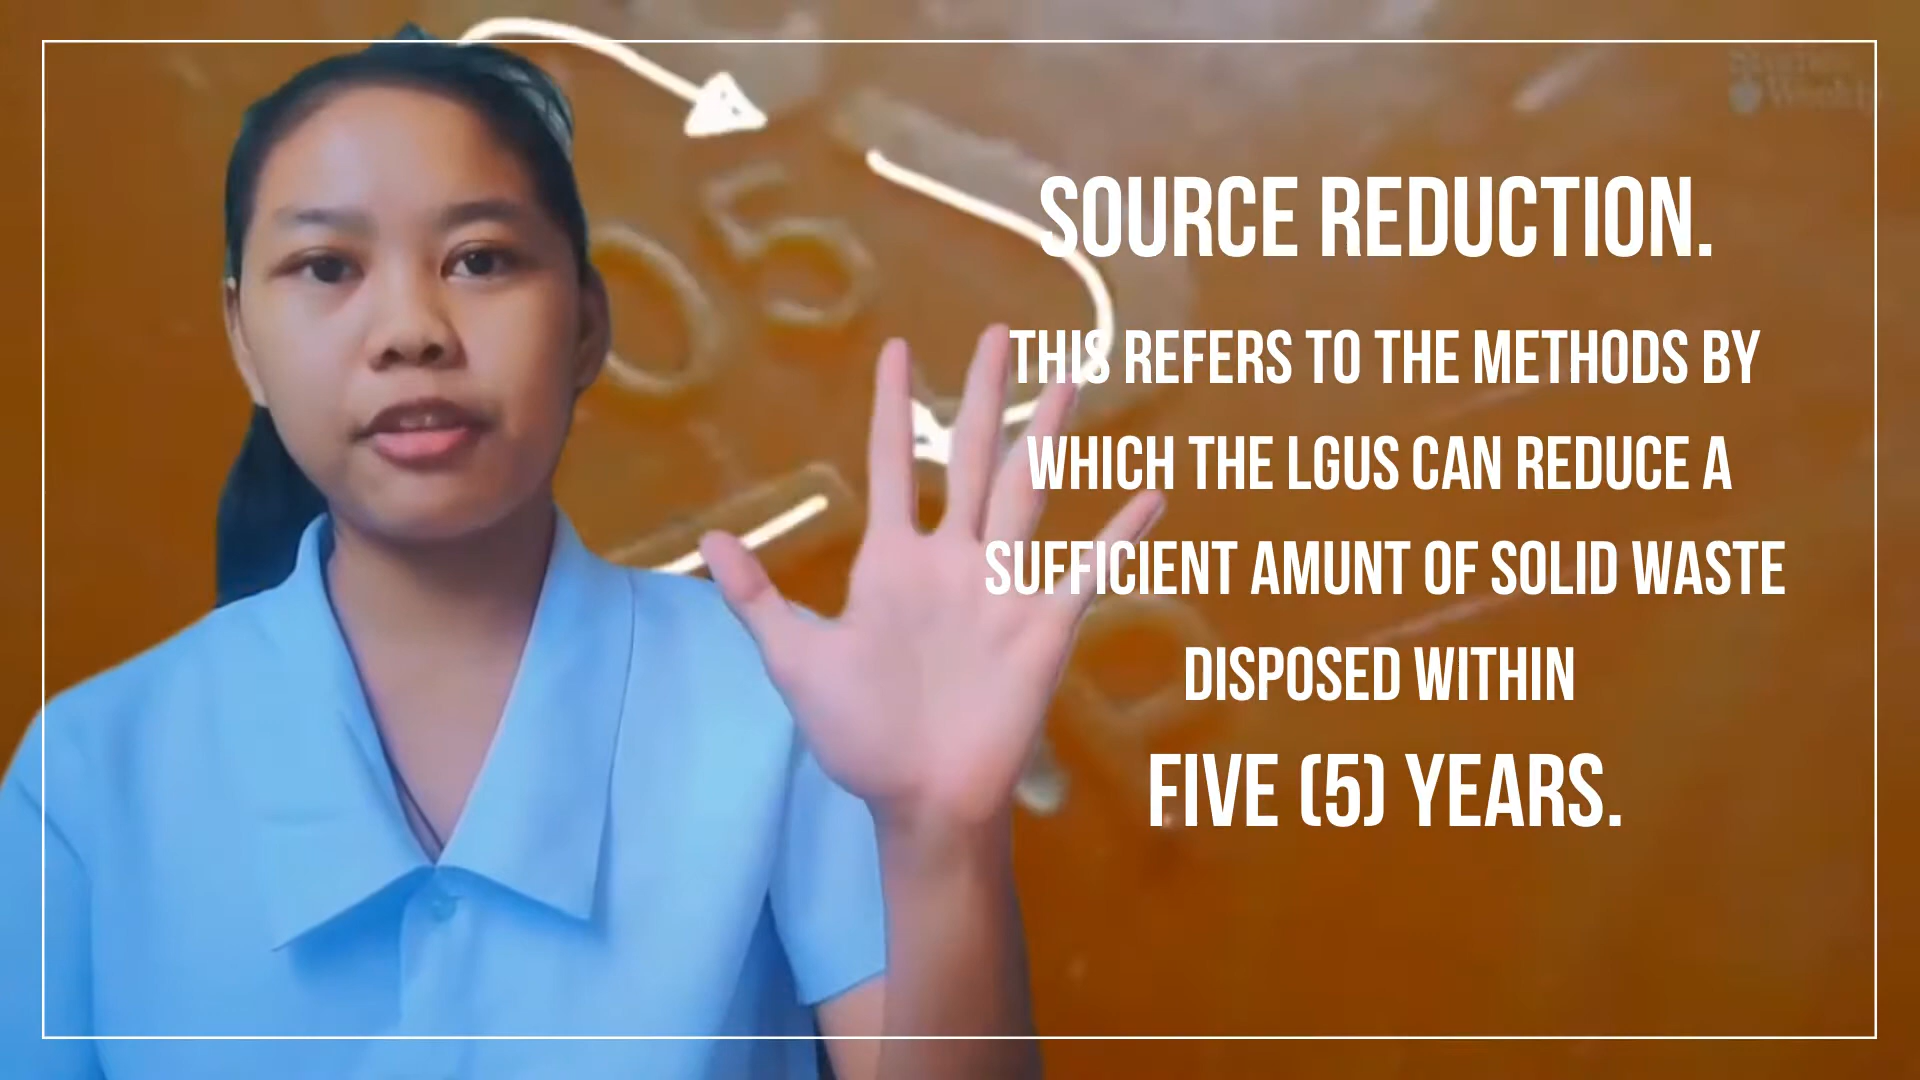 SOURCE REDUCTION.
THIS REFERS TO THE METHODS BY
WHICH THE LGUS CAN REDUCE A
SUFFICIENT AMUNT OF SOLID WASTE
DISPOSED WITHIN
FIVE (5) YEARS.